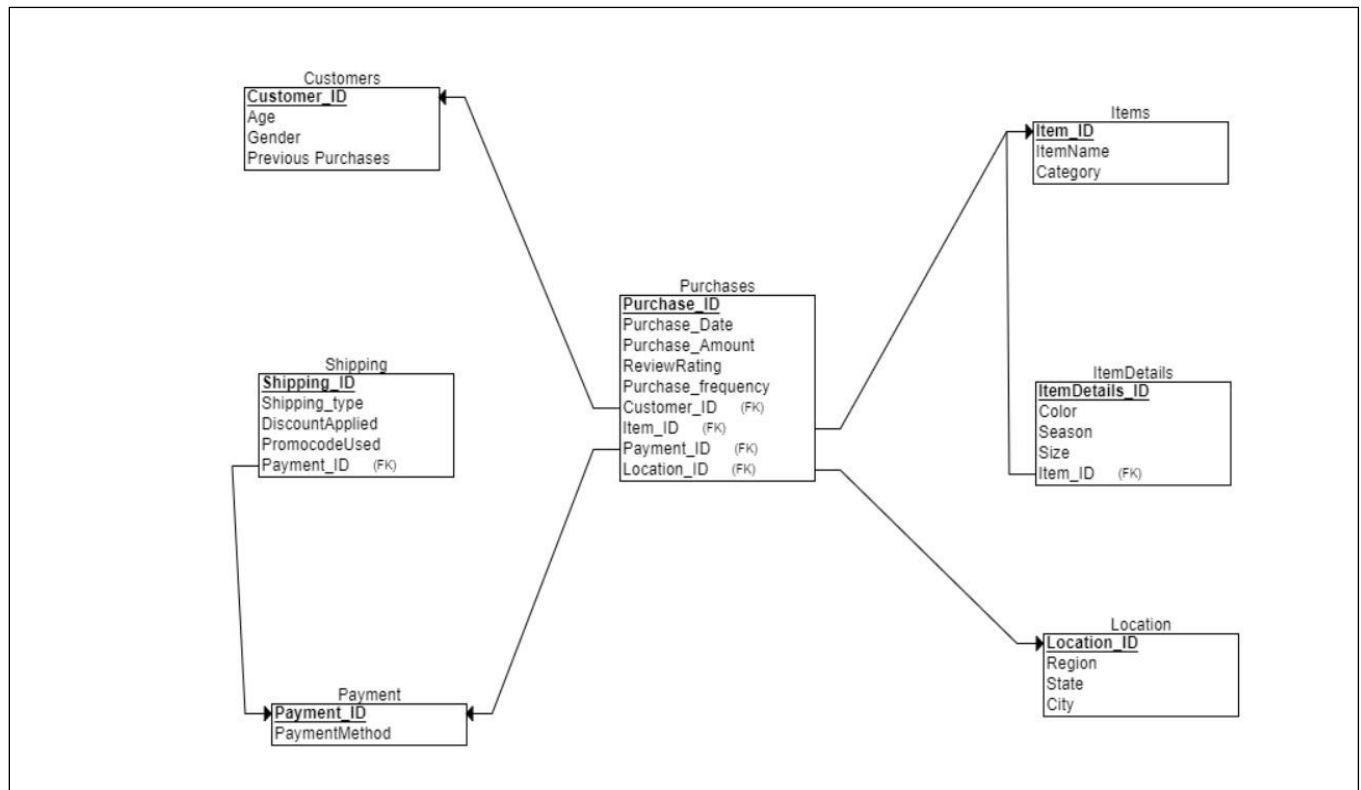 Customers
Customer_ID
Age
Gender
Previous Purchases
Items
Item_ID
ItemName
Category
Purchases
Purchase_ID
Purchase_Date
Purchase_Amount
ReviewRating
Purchase_frequency
Customer_ID (FK)
Item_ID (FK)
Payment_ID (FK)
Location_ID (FK)
Shipping
Shipping_ID
Shipping_type
DiscountApplied
PromocodeUsed
Payment_ID (FK)
ItemDetails
ItemDetails_ID
Color
Season
Size
Item_ID (FK)
Location
Location_ID
Region
State
City
Payment
Payment_ID
PaymentMethod